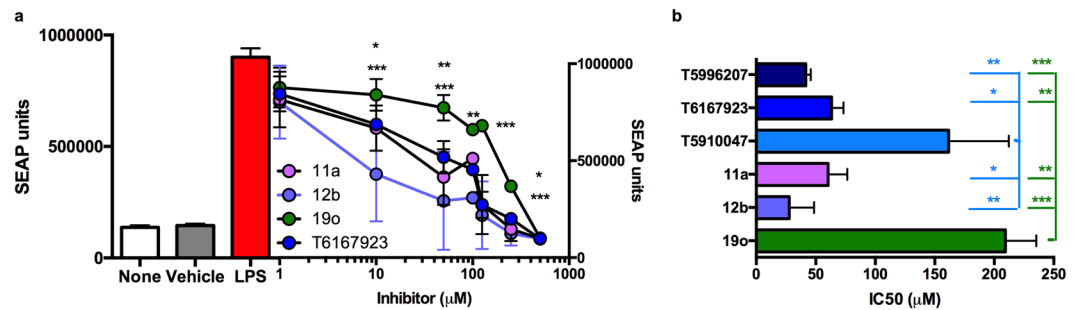 a
b
1000000
500000
0
SEAP units
None Vehicle LPS
*
***
**
***
**
***
*
***
11a
12b
19o
T6167923
1 10 100 1000
Inhibitor (µM)
1000000
500000
0
SEAP units
T5996207
T6167923
T5910047
11a
12b
19o
** ***
* **
* **
** ***
0 50 100 150 200 250
IC50 (µM)